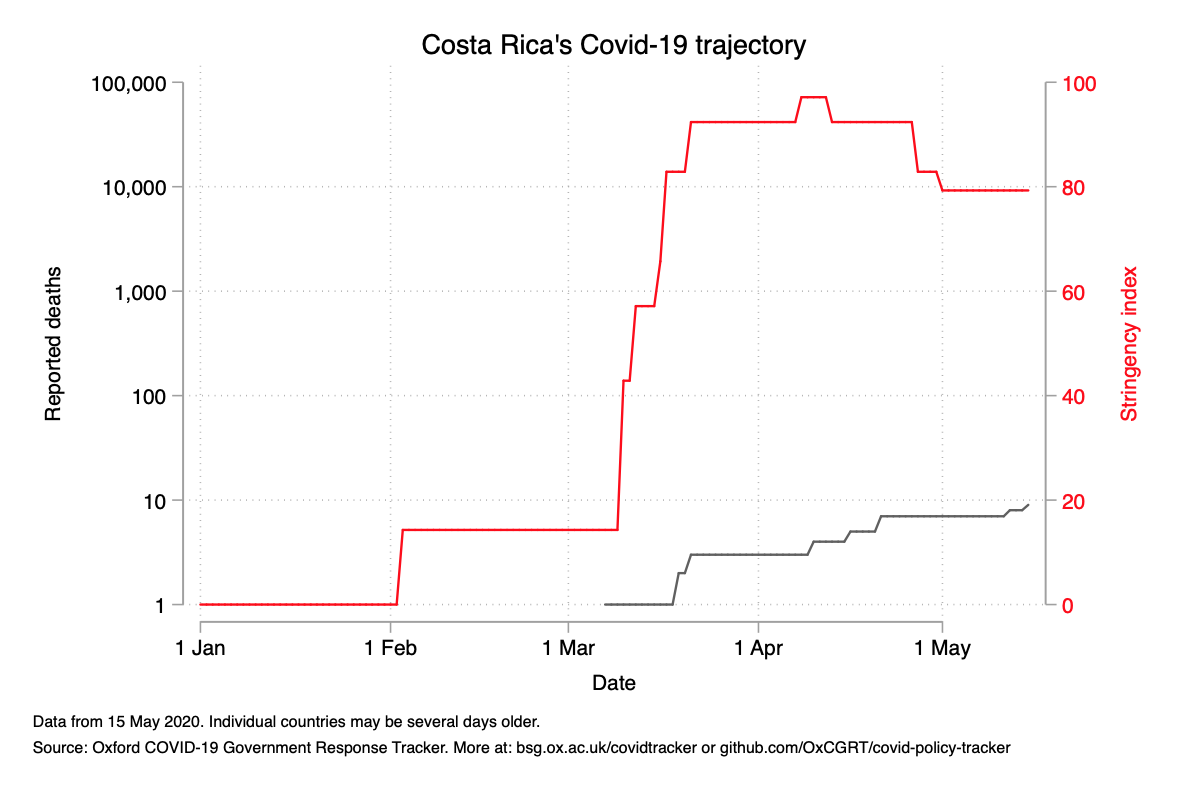 Costa Rica's Covid-19 trajectory
100,000
10,000
1,000
100
10
1
Reported deaths
100
80
60
40
20
0
Stringency index
1 Jan
1 Feb
1 Mar
1 Apr
1 May
Date
Data from 15 May 2020. Individual countries may be several days older.
Source: Oxford COVID-19 Government Response Tracker. More at: bsg.ox.ac.uk/covidtracker or github.com/OxCGRT/covid-policy-tracker